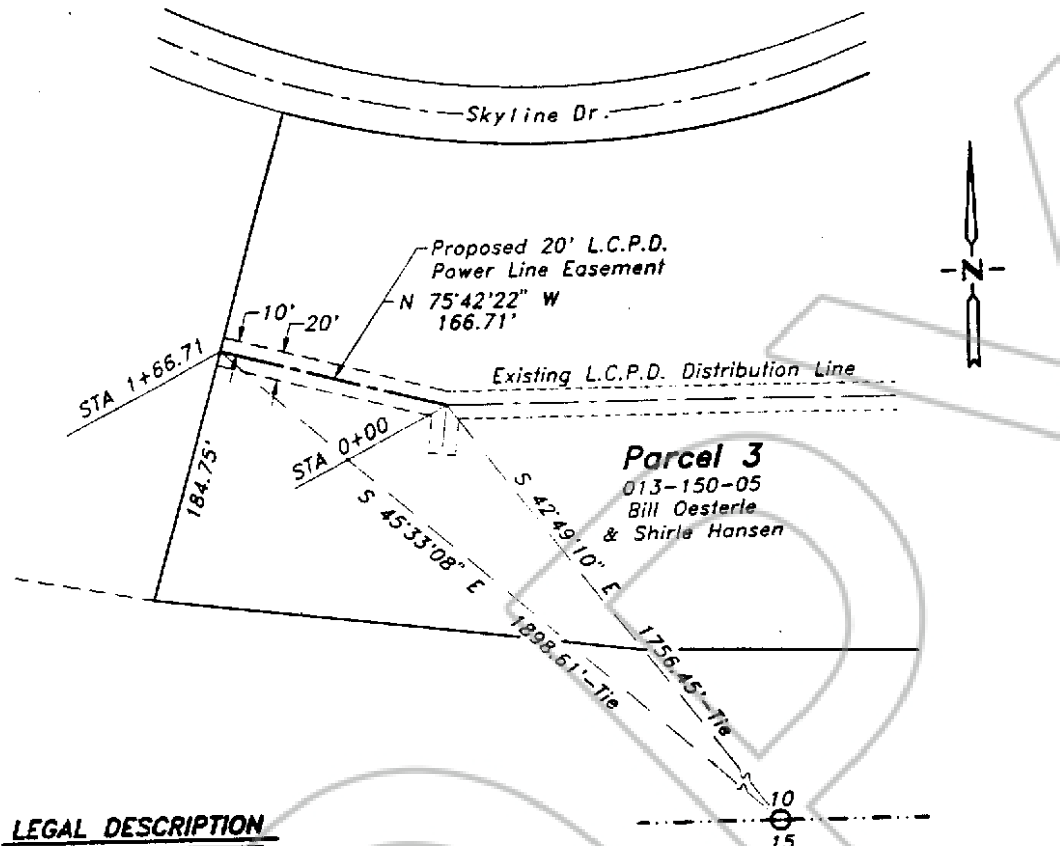 Skyline Dr.
Proposed 20' L.C.P.D.
Power Line Easement
N 75°42'22" W
166.71'
10'
20'
N
STA 1+66.71
Existing L.C.P.D. Distribution Line
STA 0+00
184.75'
Parcel 3
013-150-05
Bill Oesterle
& Shirle Hansen
S 42°49'10" E
S 45°33'08" E
1756.45'-Tie
1898.61'-Tie
10
15
LEGAL DESCRIPTION